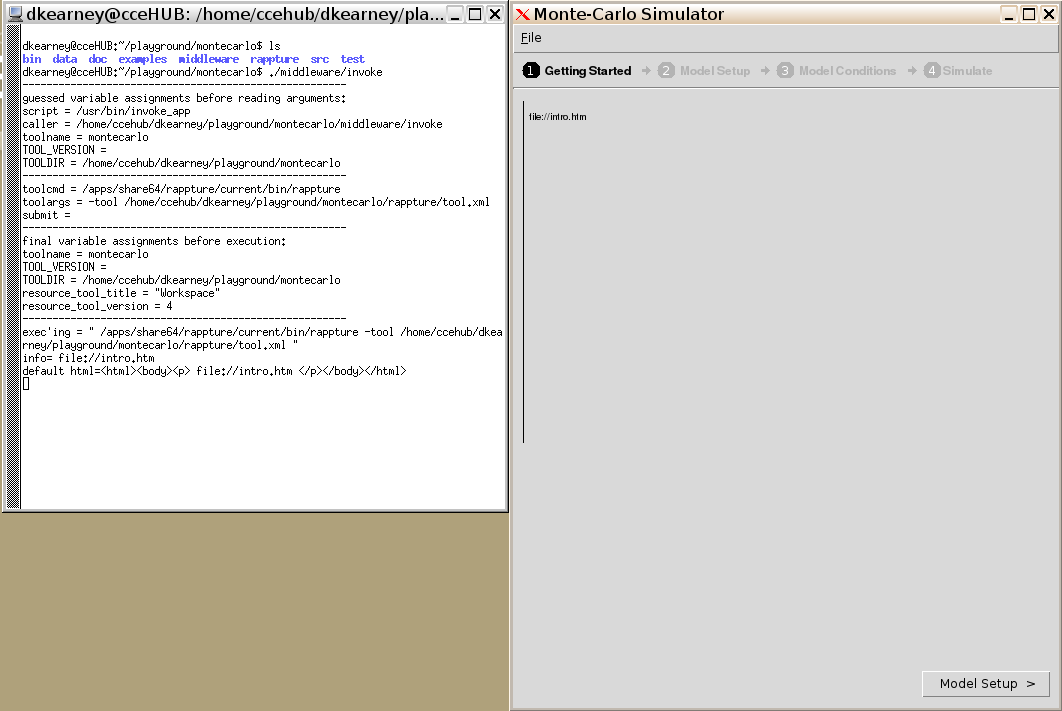 dkearney@cceHUB: /home/ccehub/dkearney/pla...
dkearney@cceHUB:~/playground/montecarlo$ ls
bin data doc examples middleware rappture src test
dkearney@cceHUB:~/playground/montecarlo$ ./middleware/invoke
------------------------------------------------------
guessed variable assignments before reading arguments:
script = /usr/bin/invoke_app
caller = /home/ccehub/dkearney/playground/montecarlo/middleware/invoke
toolname = montecarlo
TOOL_VERSION =
TOOLDIR = /home/ccehub/dkearney/playground/montecarlo
------------------------------------------------------
toolcmd = /apps/share64/rappture/current/bin/rappture
toolargs = -tool /home/ccehub/dkearney/playground/montecarlo/rappture/tool.xml
submit =
------------------------------------------------------
final variable assignments before execution:
toolname = montecarlo
TOOL_VERSION =
TOOLDIR = /home/ccehub/dkearney/playground/montecarlo
resource_tool_title = "Workspace"
resource_tool_version = 4
------------------------------------------------------
exec'ing = " /apps/share64/rappture/current/bin/rappture -tool /home/ccehub/dkea
rney/playground/montecarlo/rappture/tool.xml "
info= file://intro.htm
default html=<html><body><p> file://intro.htm </p></body></html>
Monte-Carlo Simulator
File
1 Getting Started → 2 Model Setup → 3 Model Conditions → 4 Simulate
file://intro.htm
Model Setup >